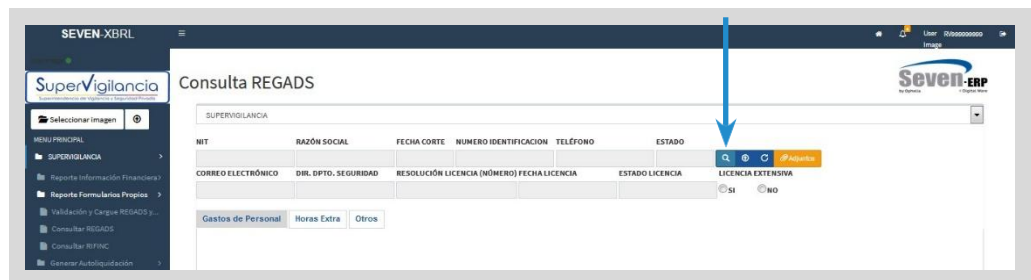 SEVEN-XBRL
User
Image
SuperVigilancia
Superintendencia de Vigilancia y Seguridad Privada
Consulta REGADS
Seven-ERP
Seleccionar imagen
SUPERVIGILANCIA
MENU PRINCIPAL
SUPERVIGILANCIA
Reporta Información Financiera
Reporte Formularios Propios
Validación y Cargue REGADS y...
Consultar REGADS
Consultar RIFINC
Generar Autoliquidación
NIT RAZÓN SOCIAL FECHA CORTE NUMERO IDENTIFICACION TELÉFONO ESTADO
Adjuntos
CORREO ELECTRÓNICO DIR. DPTO. SEGURIDAD RESOLUCIÓN LICENCIA (NÚMERO) FECHA LICENCIA ESTADO LICENCIA LICENCIA EXTENSIVA
SI NO
Gastos de Personal Horas Extra Otros